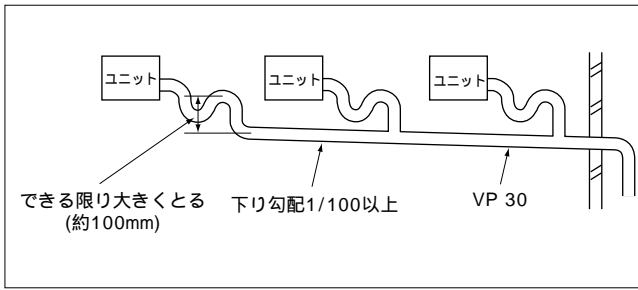 ユニット
ユニット
ユニット
できる限り大きくとる
(約100mm)
下り勾配1/100以上
VP 30